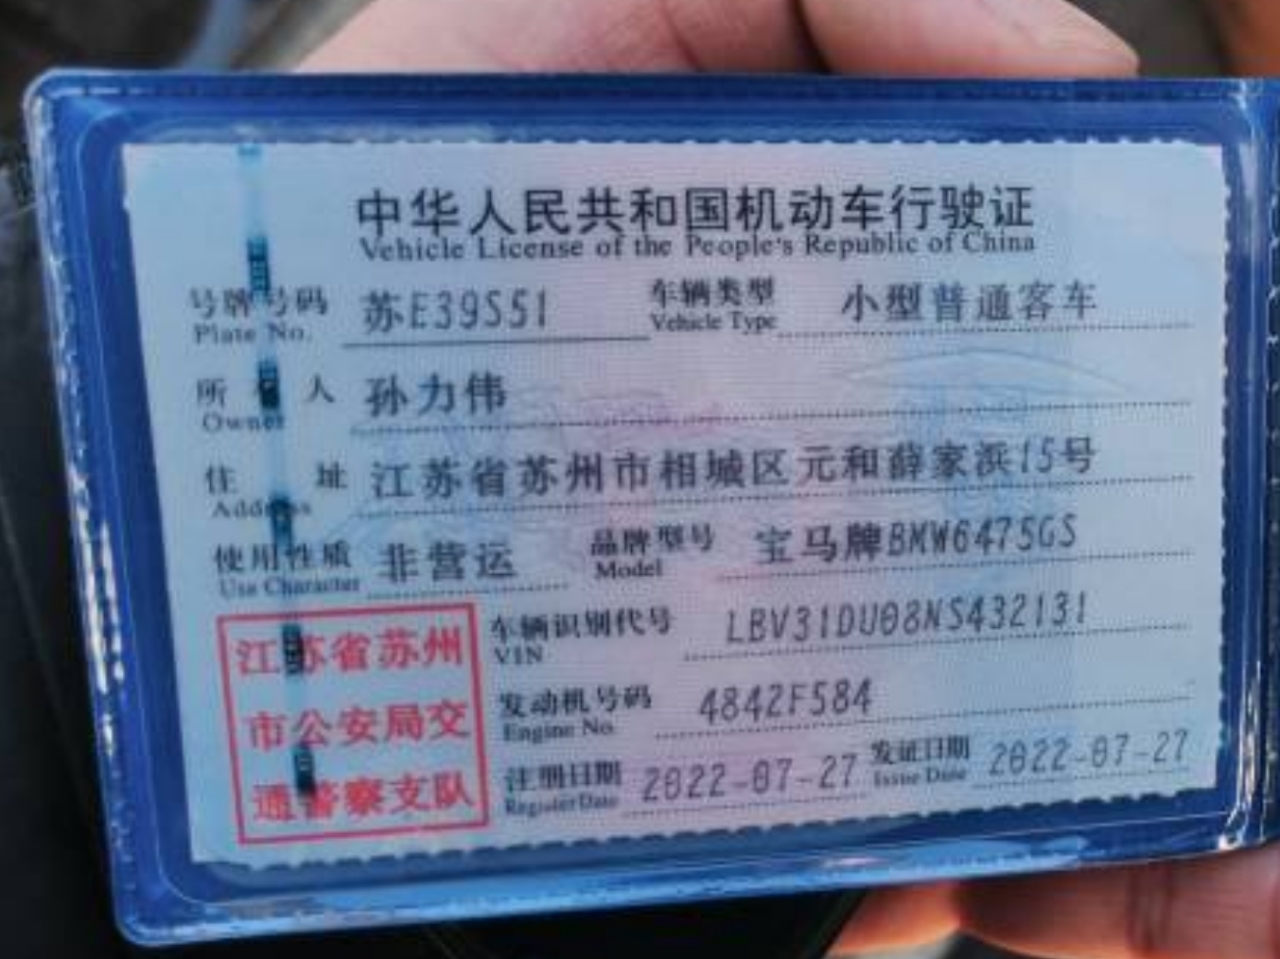 中华人民共和国机动车行驶证
Vehicle License of the People's Republic of China
号牌号码 苏E39S51 车辆类型 小型普通客车
Plate No. Vehicle Type
所有人 孙力伟
Owner
住址 江苏省苏州市相城区元和薛家浜15号
Address
使用性质 非营运 品牌型号 宝马牌BMW6475GS
Use Character Model
车辆识别代号 LBV31DU08NS432131
VIN
发动机号码 4842F584
Engine No.
注册日期 2022-07-27 发证日期 2022-07-27
Register Date Issue Date
江苏省苏州
市公安局交
通警察支队